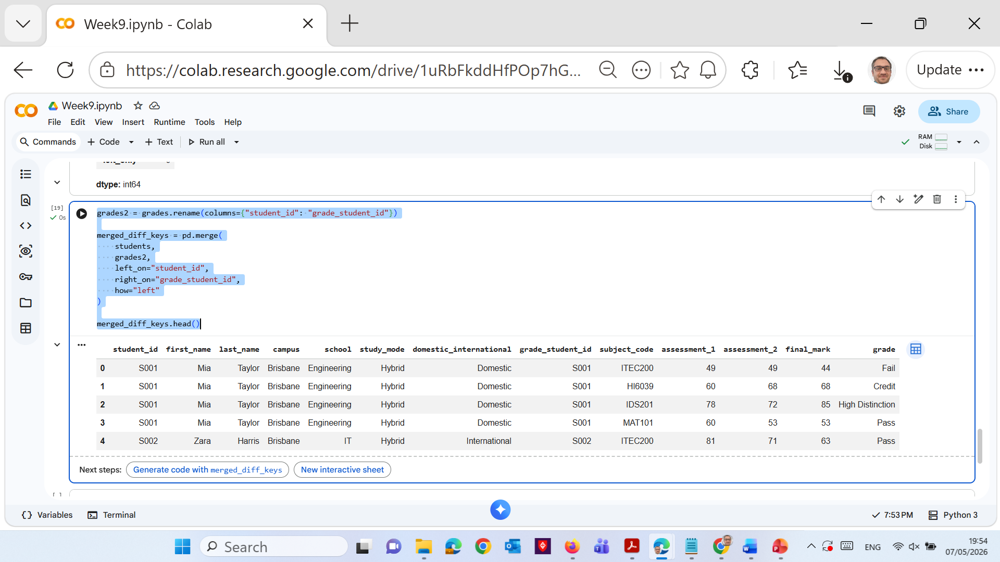 Week9.ipynb - Colab
https://colab.research.google.com/drive/1uRbFkddHfPOp7hG...
Update
Week9.ipynb
File Edit View Insert Runtime Tools Help
Share
Commands + Code + Text Run all
RAM
Disk
dtype: int64
[19]
0s
grades2 = grades.rename(columns={"student_id": "grade_student_id"})
merged_diff_keys = pd.merge(
students,
grades2,
left_on="student_id",
right_on="grade_student_id",
how="left"
)
merged_diff_keys.head()
student_id first_name last_name campus school study_mode domestic_international grade_student_id subject_code assessment_1 assessment_2 final_mark grade
0 S001 Mia Taylor Brisbane Engineering Hybrid Domestic S001 ITEC200 49 49 44 Fail
1 S001 Mia Taylor Brisbane Engineering Hybrid Domestic S001 HI6039 60 68 68 Credit
2 S001 Mia Taylor Brisbane Engineering Hybrid Domestic S001 IDS201 78 72 85 High Distinction
3 S001 Mia Taylor Brisbane Engineering Hybrid Domestic S001 MAT101 60 53 53 Pass
4 S002 Zara Harris Brisbane IT Hybrid International S002 ITEC200 81 71 63 Pass
Next steps: Generate code with merged_diff_keys New interactive sheet
[ ]
{} Variables Terminal
7:53 PM Python 3
Search
ENG
19:54
07/05/2026